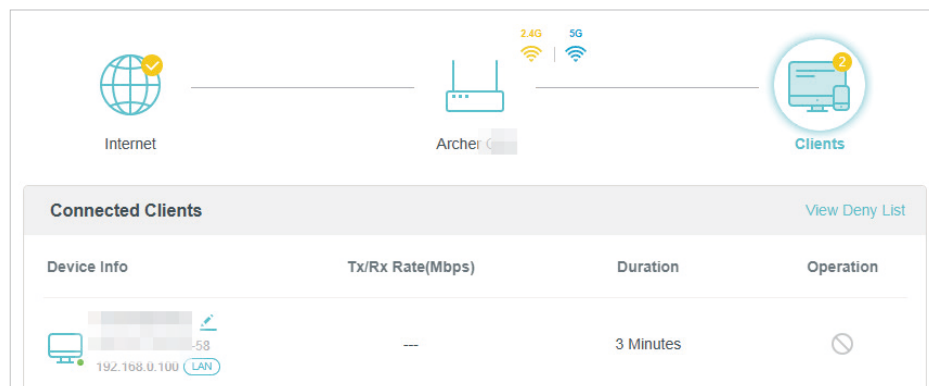 2.4G 5G
2
Internet
Archer
Clients
Connected Clients
View Deny List
Device Info Tx/Rx Rate(Mbps) Duration Operation
-58
--- 3 Minutes
192.168.0.100 LAN